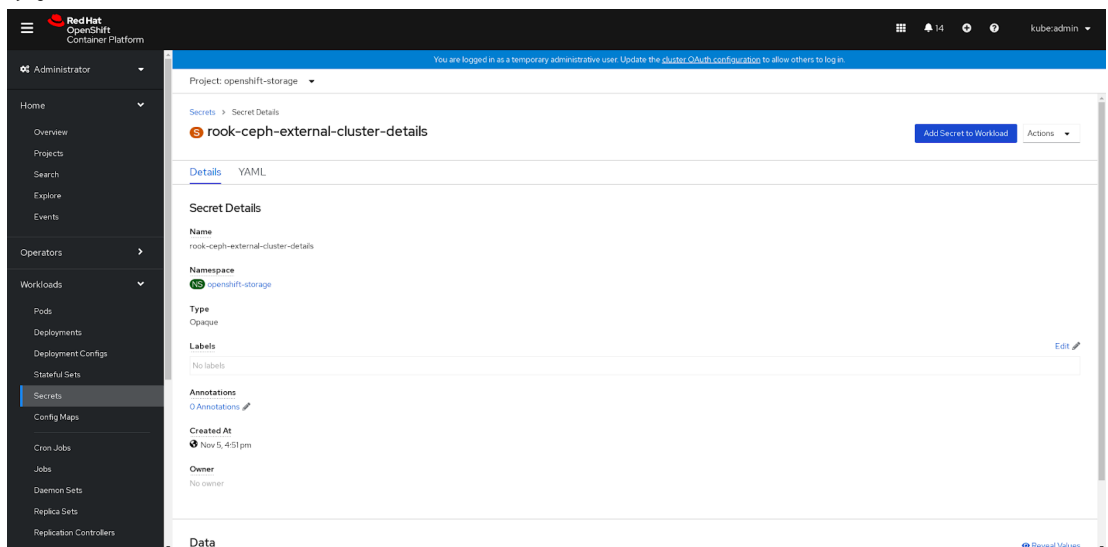 Red Hat
OpenShift
Container Platform
14
kube:admin
Administrator
You are logged in as a temporary administrative user. Update the cluster OAuth configuration to allow others to log in.
Project: openshift-storage
Home
Overview
Projects
Search
Explore
Events
Operators
Workloads
Pods
Deployments
Deployment Configs
Stateful Sets
Secrets
Config Maps
Cron Jobs
Jobs
Daemon Sets
Replica Sets
Replication Controllers
Secrets > Secret Details
S rook-ceph-external-cluster-details
Add Secret to Workload
Actions
Details YAML
Secret Details
Name
rook-ceph-external-cluster-details
Namespace
NS openshift-storage
Type
Opaque
Labels
Edit
No labels
Annotations
0 Annotations
Created At
Nov 5, 4:51 pm
Owner
No owner
Data
Reveal Values